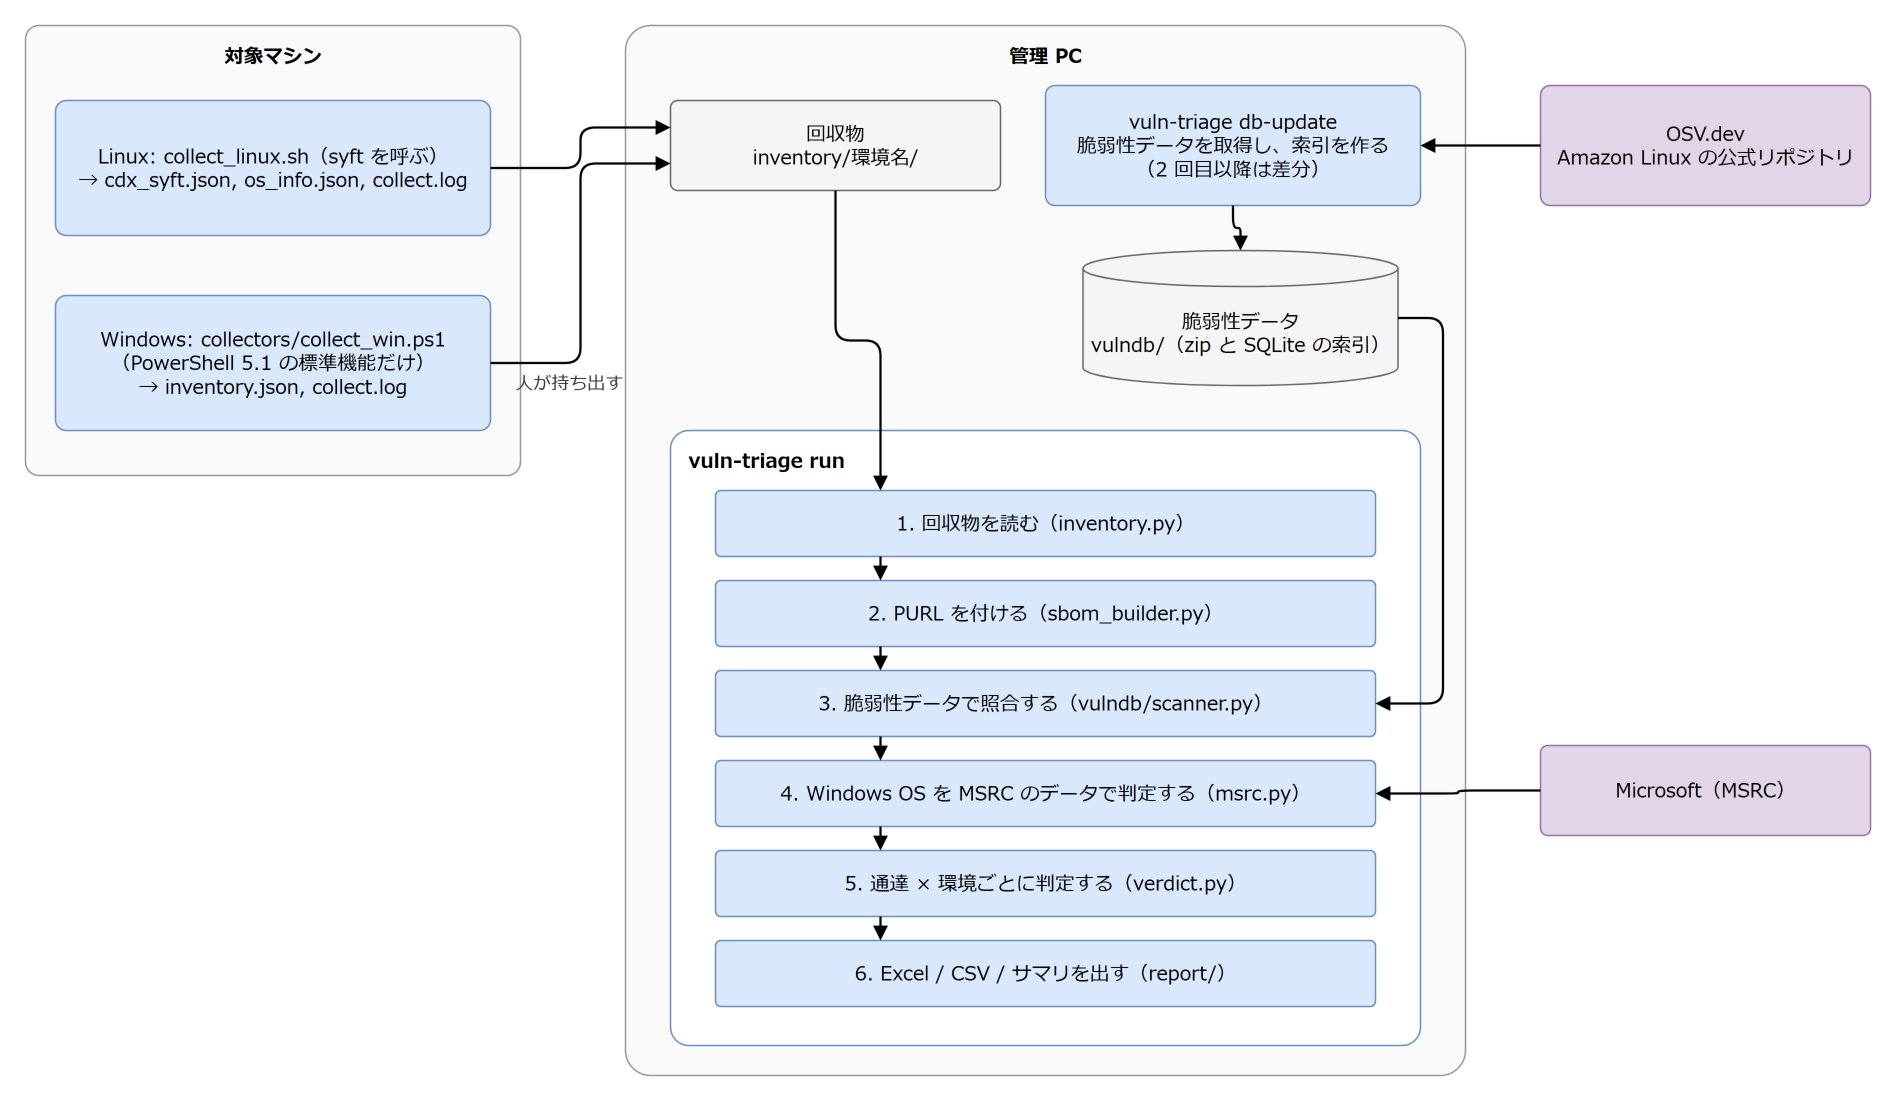 対象マシン
Linux: collect_linux.sh（syft を呼ぶ）
→ cdx_syft.json, os_info.json, collect.log
Windows: collectors/collect_win.ps1
（PowerShell 5.1 の標準機能だけ）
→ inventory.json, collect.log
人が持ち出す
管理 PC
回収物
inventory/環境名/
vuln-triage db-update
脆弱性データを取得し、索引を作る
（2 回目以降は差分）
OSV.dev
Amazon Linux の公式リポジトリ
脆弱性データ
vulndb/（zip と SQLite の索引）
vuln-triage run
1. 回収物を読む（inventory.py）
2. PURL を付ける（sbom_builder.py）
3. 脆弱性データで照合する（vulndb/scanner.py）
4. Windows OS を MSRC のデータで判定する（msrc.py）
Microsoft（MSRC）
5. 通達 × 環境ごとに判定する（verdict.py）
6. Excel / CSV / サマリを出す（report/）